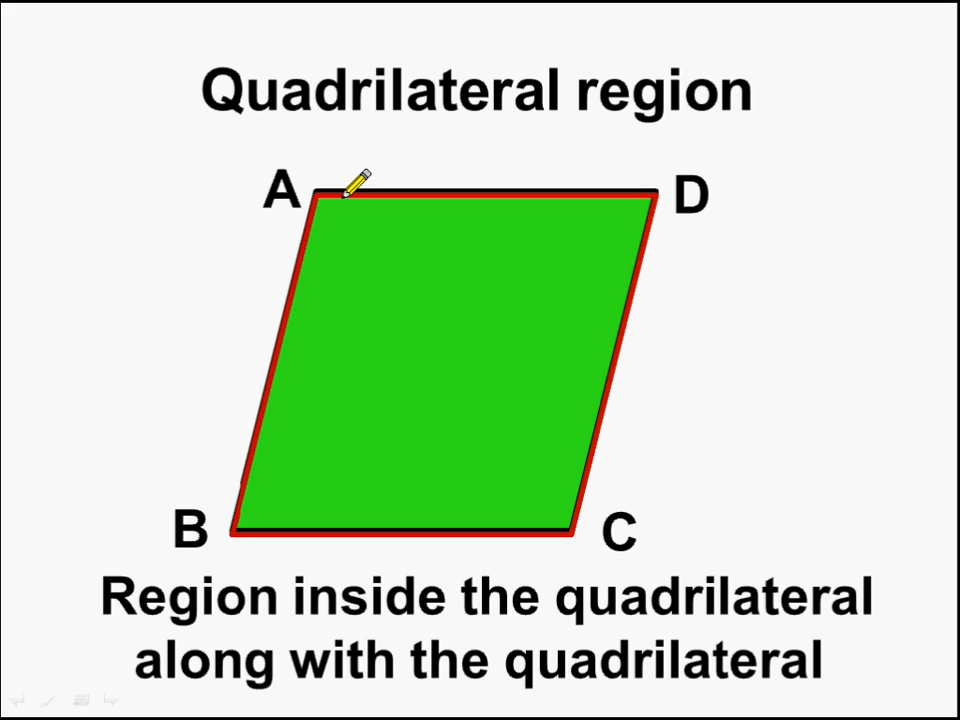 Quadrilateral region
A
D
B
C
Region inside the quadrilateral
along with the quadrilateral